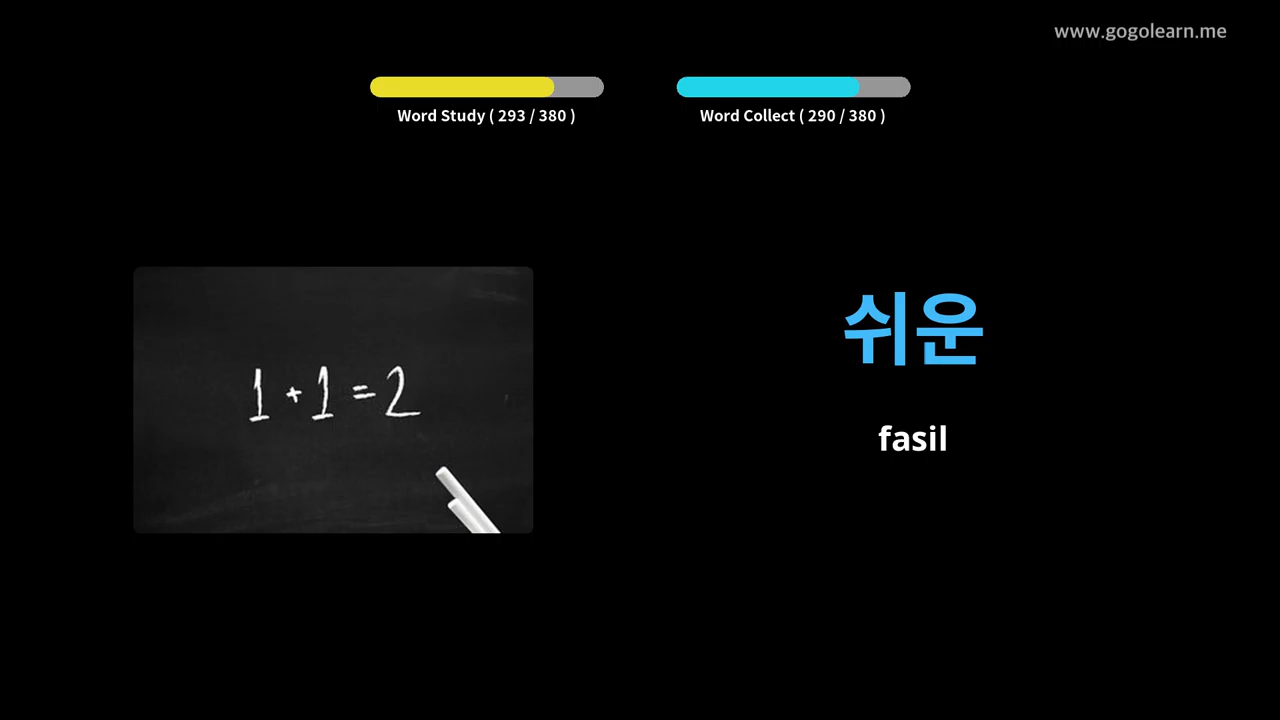 www.gogolearn.me
Word Study ( 293 / 380 )
Word Collect ( 290 / 380 )
1 + 1 = 2
쉬운
fasil